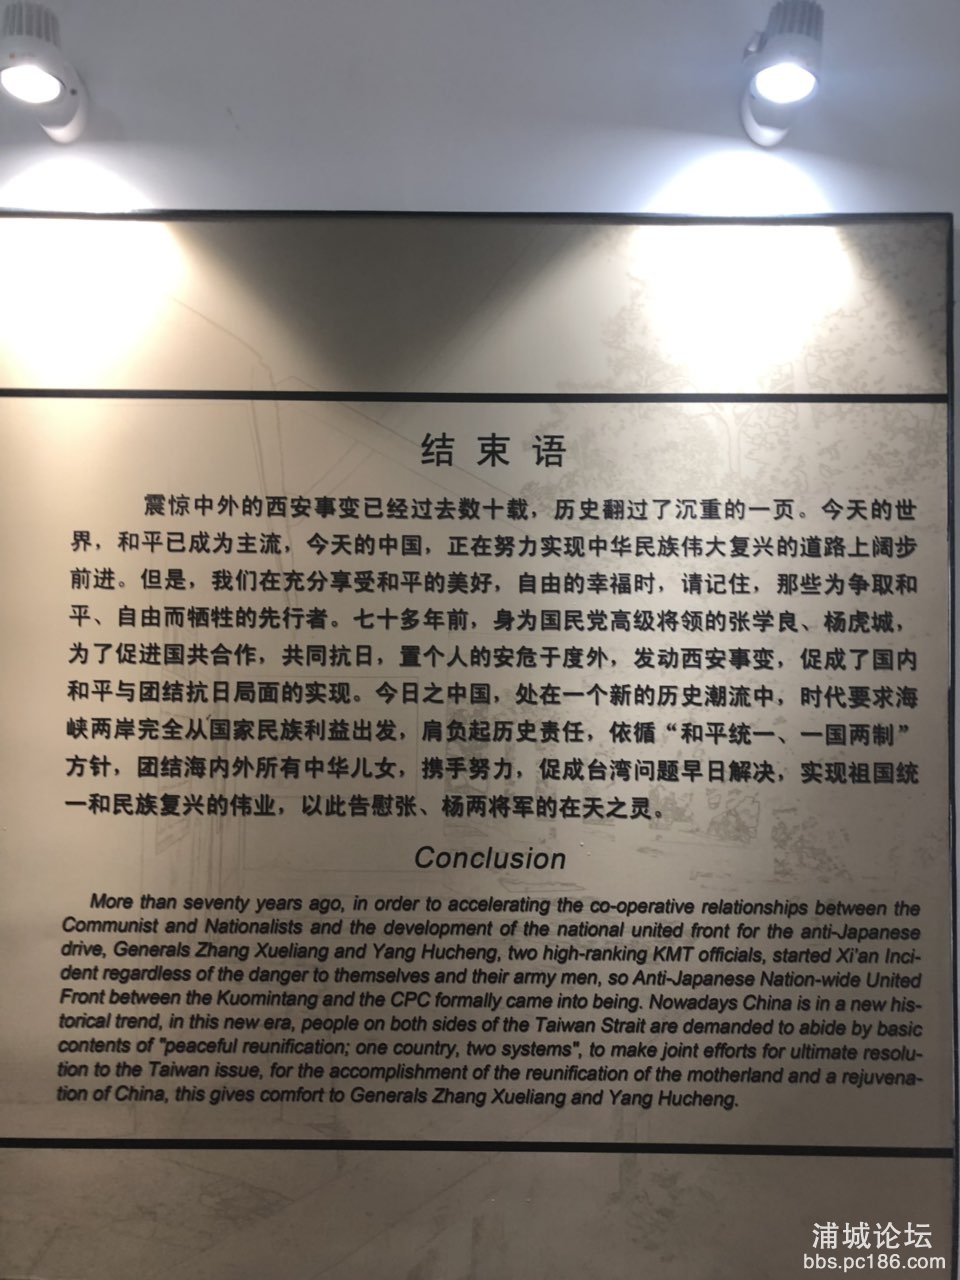 结束语
震惊中外的西安事变已经过去数十载，历史翻过了沉重的一页。今天的世
界，和平已成为主流，今天的中国，正在努力实现中华民族伟大复兴的道路上阔步
前进。但是，我们在充分享受和平的美好，自由的幸福时，请记住，那些为争取和
平、自由而牺牲的先行者。七十多年前，身为国民党高级将领的张学良、杨虎城，
为了促进国共合作，共同抗日，置个人的安危于度外，发动西安事变，促成了国内
和平与团结抗日局面的实现。今日之中国，处在一个新的历史潮流中，时代要求海
峡两岸完全从国家民族利益出发，肩负起历史责任，依循“和平统一、一国两制”
方针，团结海内外所有中华儿女，携手努力，促成台湾问题早日解决，实现祖国统
一和民族复兴的伟业，以此告慰张、杨两将军的在天之灵。
Conclusion
More than seventy years ago, in order to accelerating the co-operative relationships between the
Communist and Nationalists and the development of the national united front for the anti-Japanese
drive, Generals Zhang Xueliang and Yang Hucheng, two high-ranking KMT officials, started Xi'an Inci-
dent regardless of the danger to themselves and their army men, so Anti-Japanese Nation-wide United
Front between the Kuomintang and the CPC formally came into being. Nowadays China is in a new his-
torical trend, in this new era, people on both sides of the Taiwan Strait are demanded to abide by basic
contents of "peaceful reunification; one country, two systems", to make joint efforts for ultimate resolu-
tion to the Taiwan issue, for the accomplishment of the reunification of the motherland and a rejuvena-
tion of China, this gives comfort to Generals Zhang Xueliang and Yang Hucheng.
浦城论坛
bbs.pc186.com